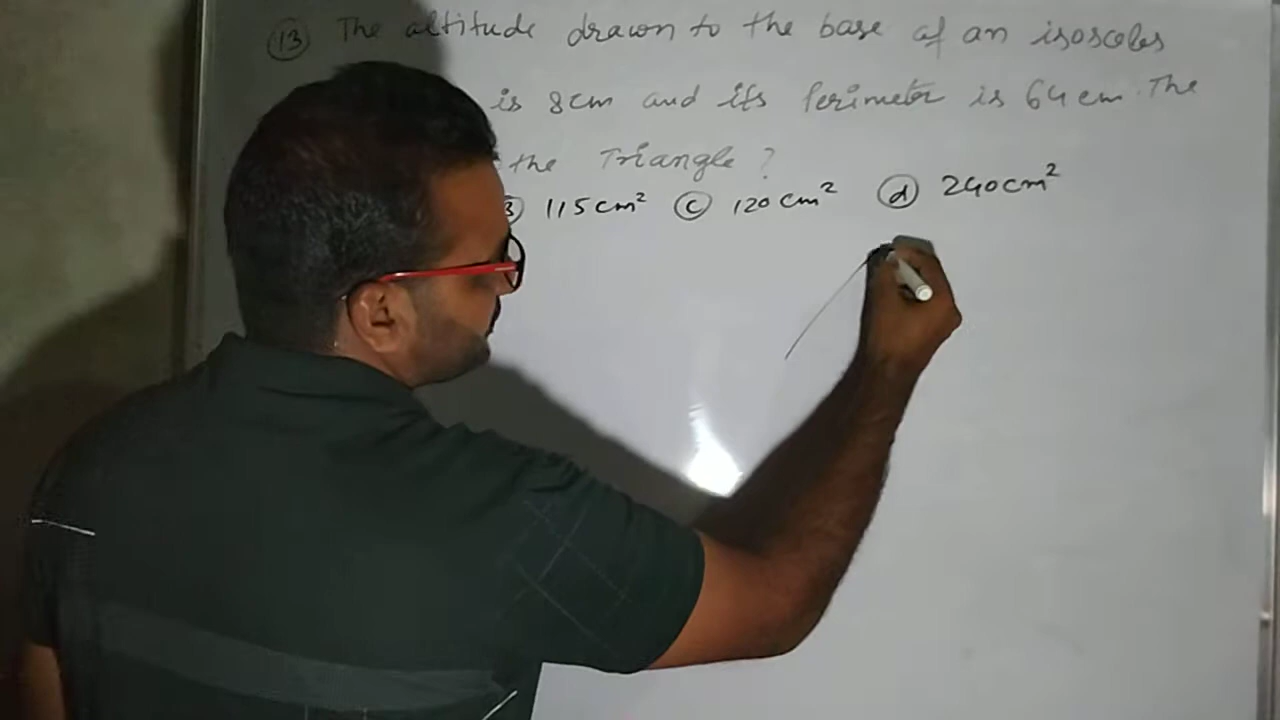 13 The altitude drawn to the base of an isosceles
is 8cm and its Perimeter is 64cm. The
the Triangle?
115cm² C 120cm² d 240cm²